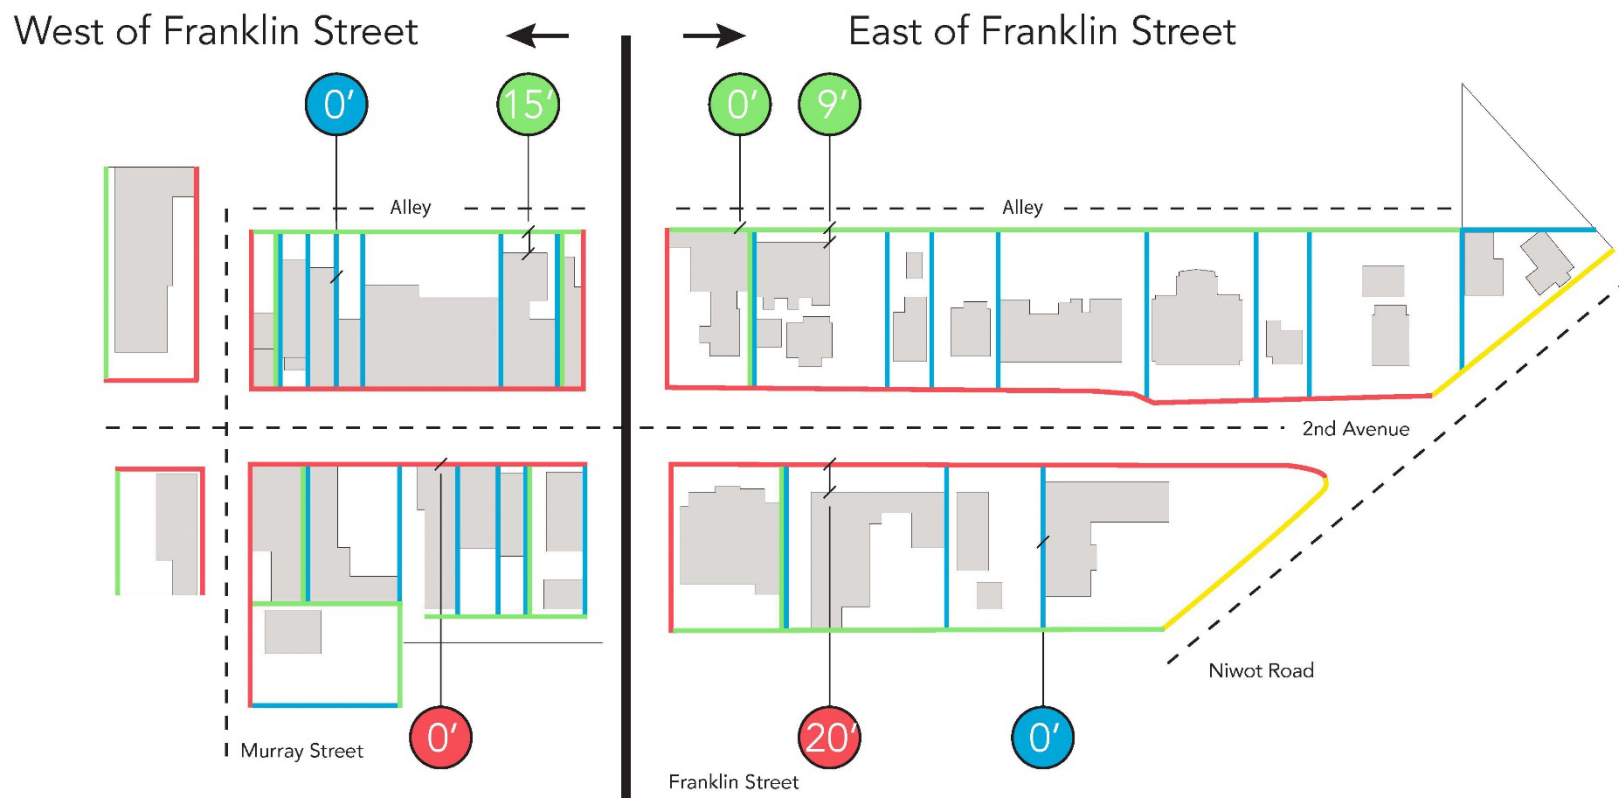 West of Franklin Street
East of Franklin Street
0'
15'
0'
9'
Alley
Alley
2nd Avenue
Niwot Road
Murray Street
0'
20'
0'
Franklin Street